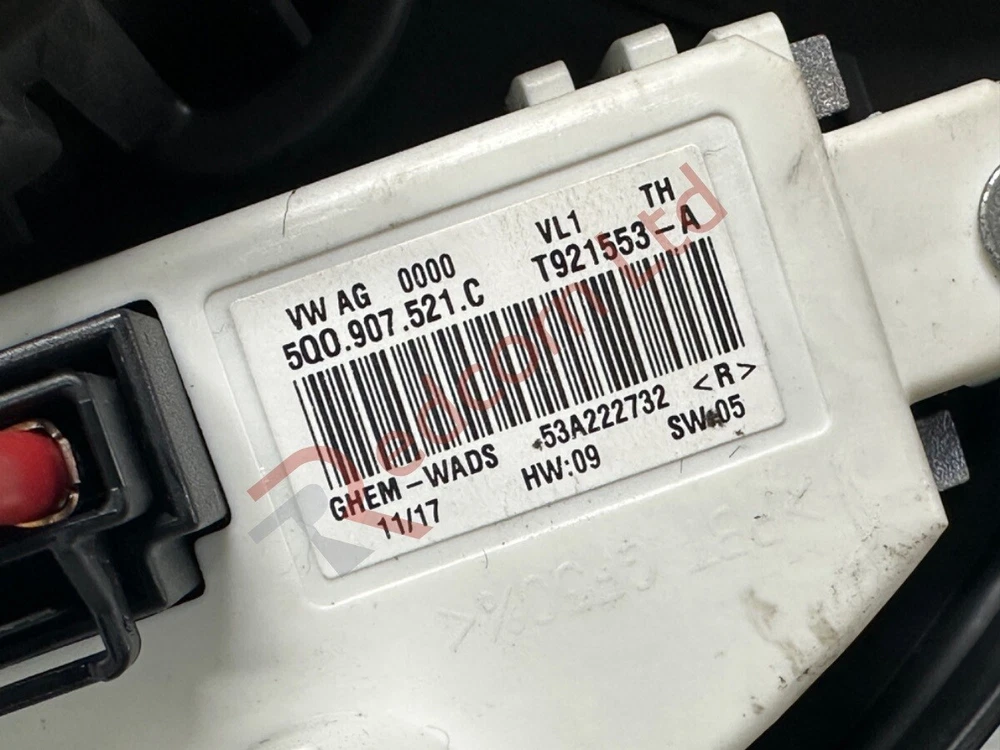 VW AG 0000 VL1 TH
5Q0.907.521.C T921553-A
GHEM-WADS 53A222732 <R>
11/17 HW:09 SW:05
Redcorn Ltd